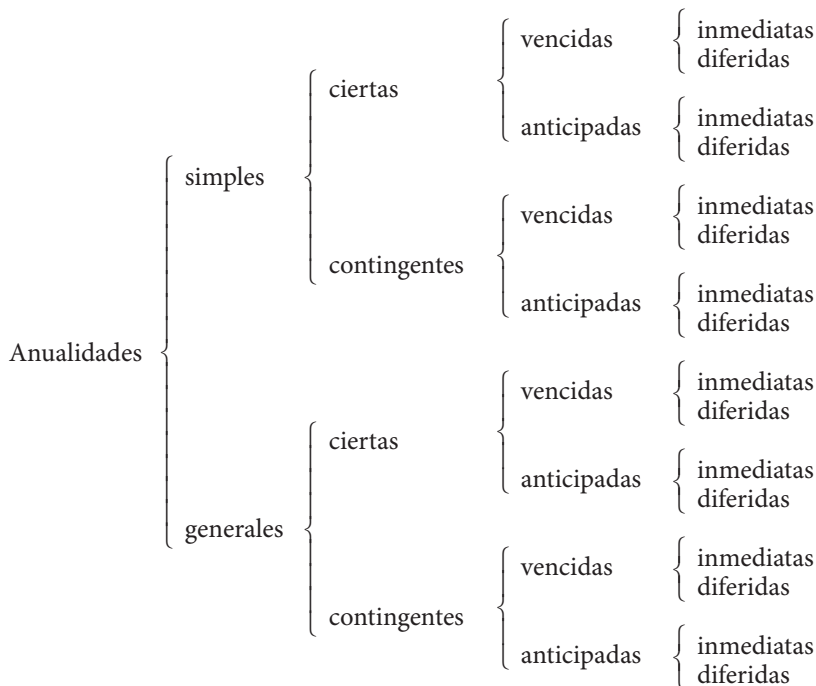 Anualidades
simples
ciertas
vencidas
inmediatas
diferidas
anticipadas
inmediatas
diferidas
contingentes
vencidas
inmediatas
diferidas
anticipadas
inmediatas
diferidas
generales
ciertas
vencidas
inmediatas
diferidas
anticipadas
inmediatas
diferidas
contingentes
vencidas
inmediatas
diferidas
anticipadas
inmediatas
diferidas